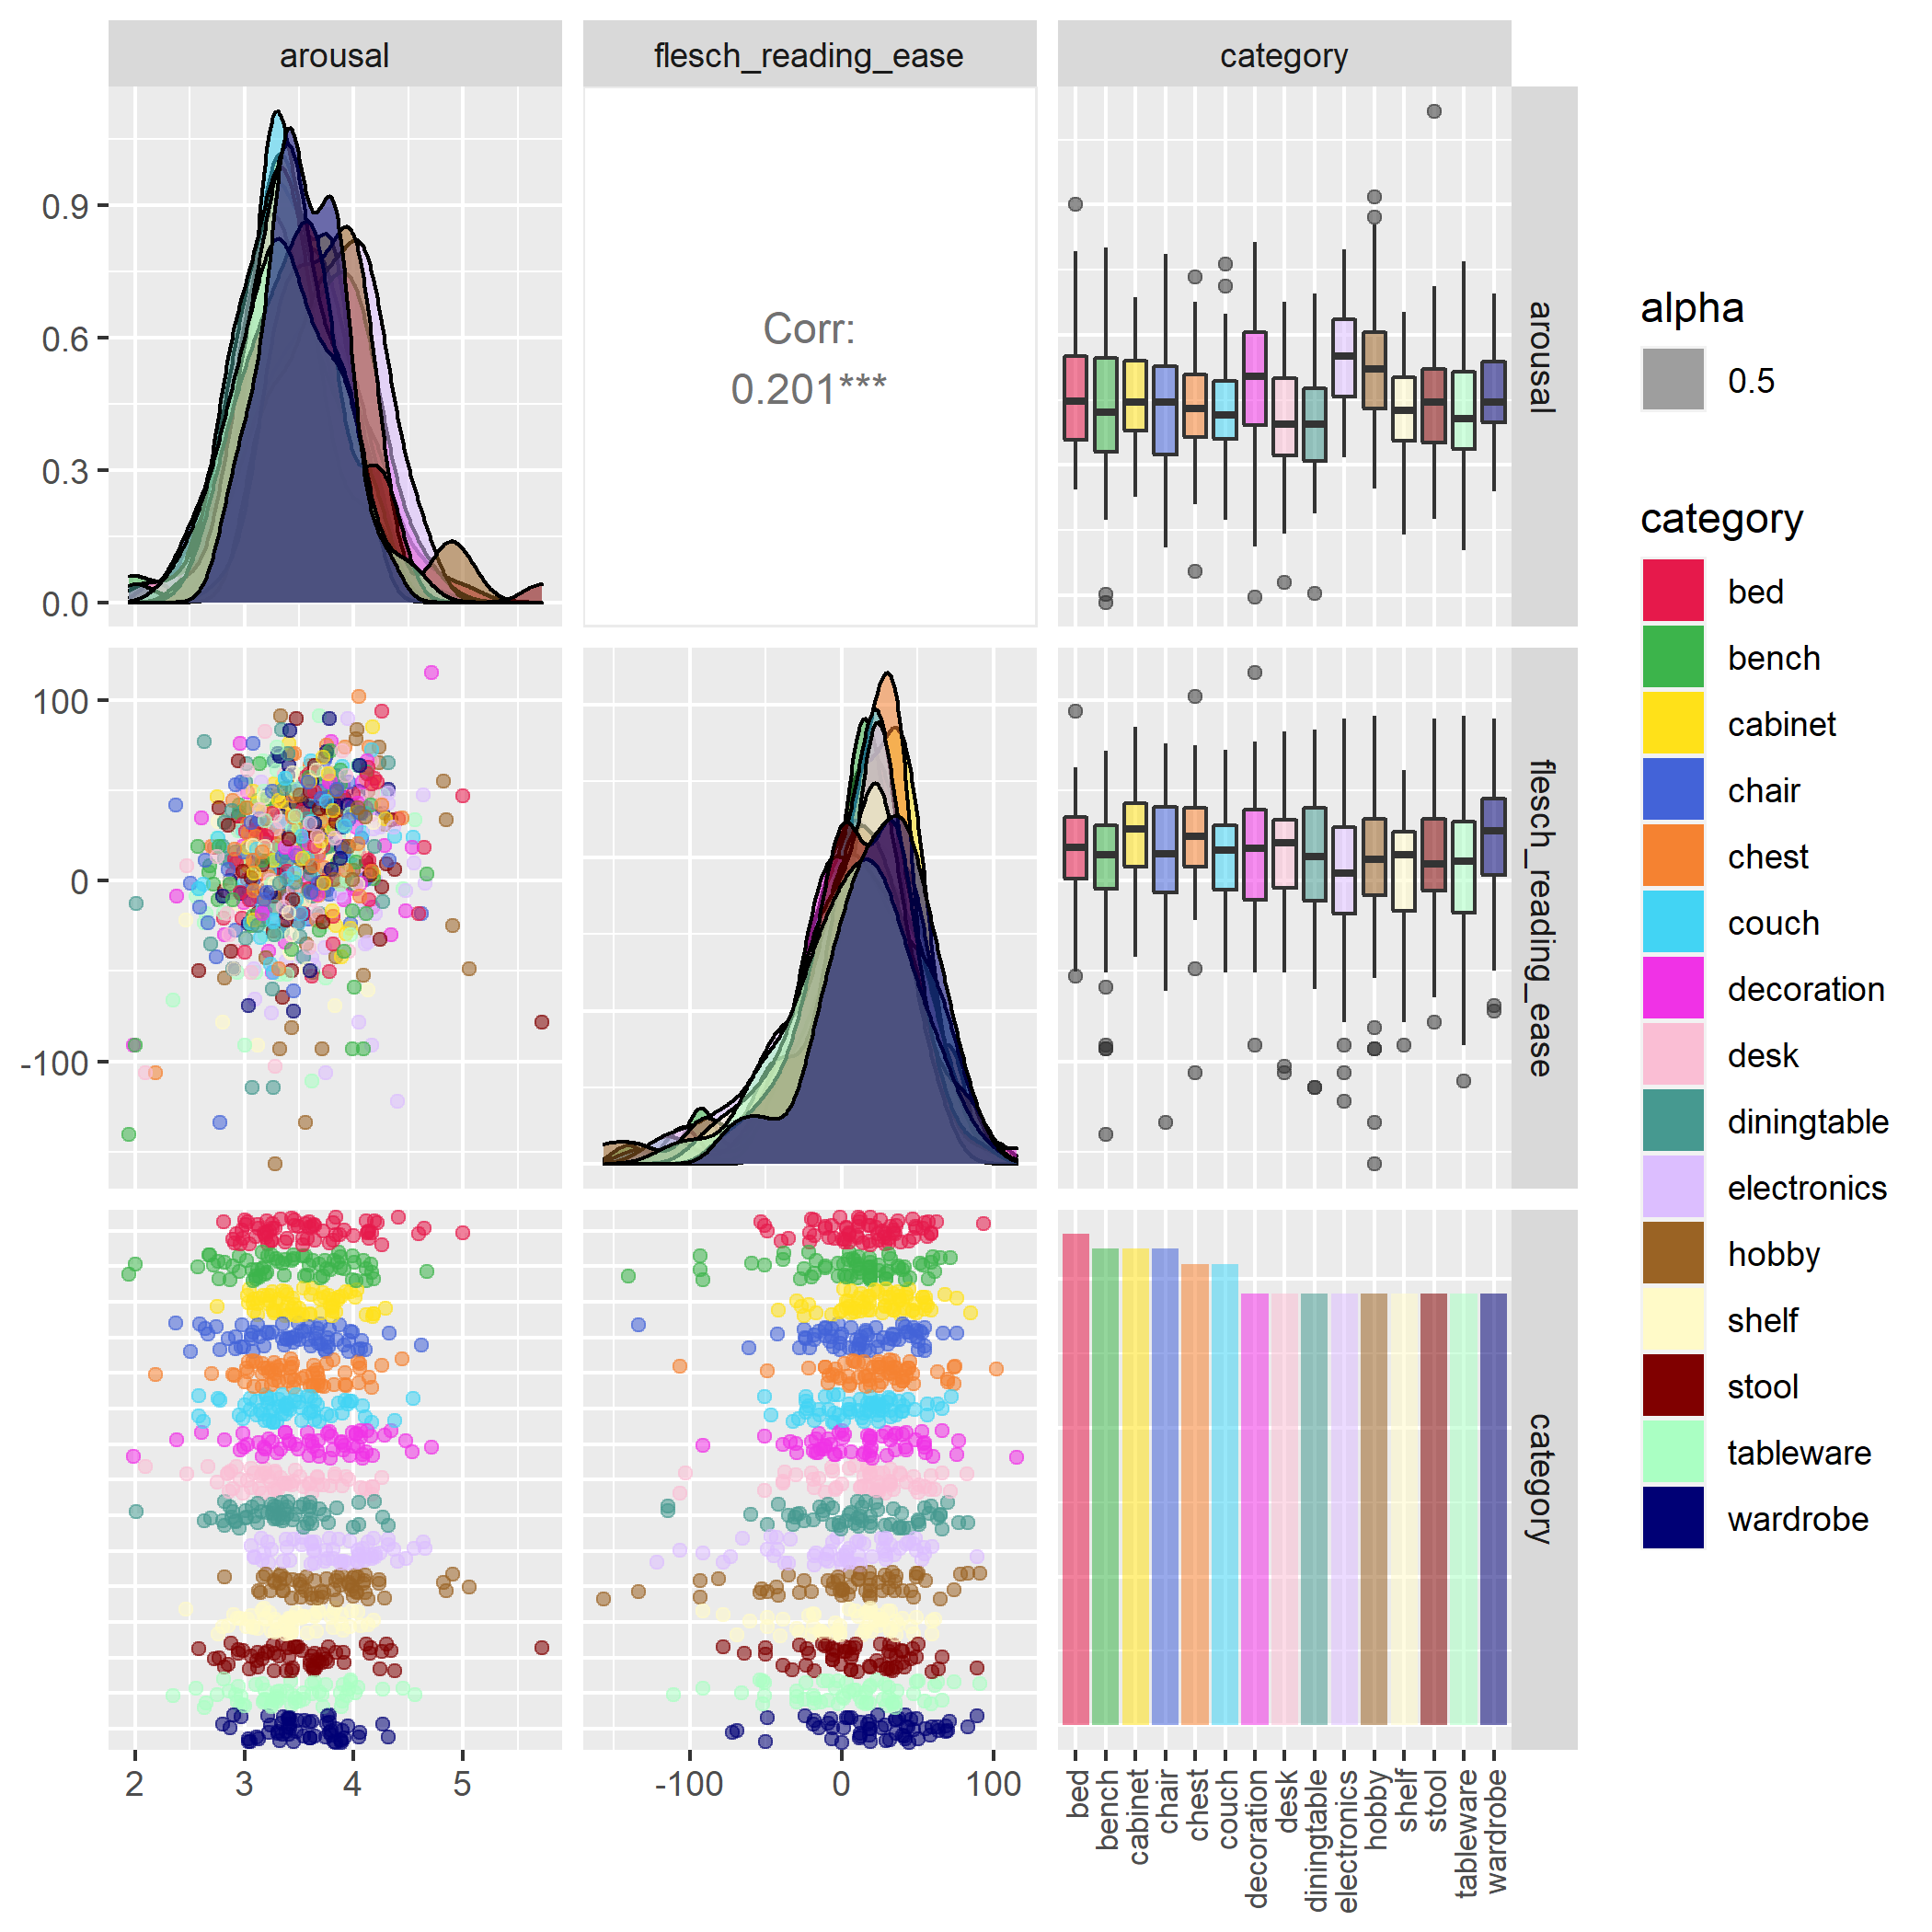 arousal
flesch_reading_ease
category
0.9
0.6
0.3
0.0
Corr:
0.201***
arousal
100
0
-100
flesch_reading_ease
category
2
3
4
5
-100
0
100
bed
bench
cabinet
chair
chest
couch
decoration
desk
diningtable
electronics
hobby
shelf
stool
tableware
wardrobe
alpha
0.5
category
bed
bench
cabinet
chair
chest
couch
decoration
desk
diningtable
electronics
hobby
shelf
stool
tableware
wardrobe